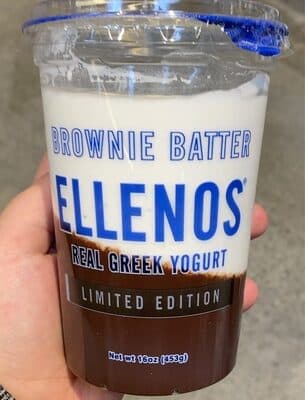 BROWNIE BATTER
ELLENOS®
REAL GREEK YOGURT
LIMITED EDITION
Net wt 16oz (453g)